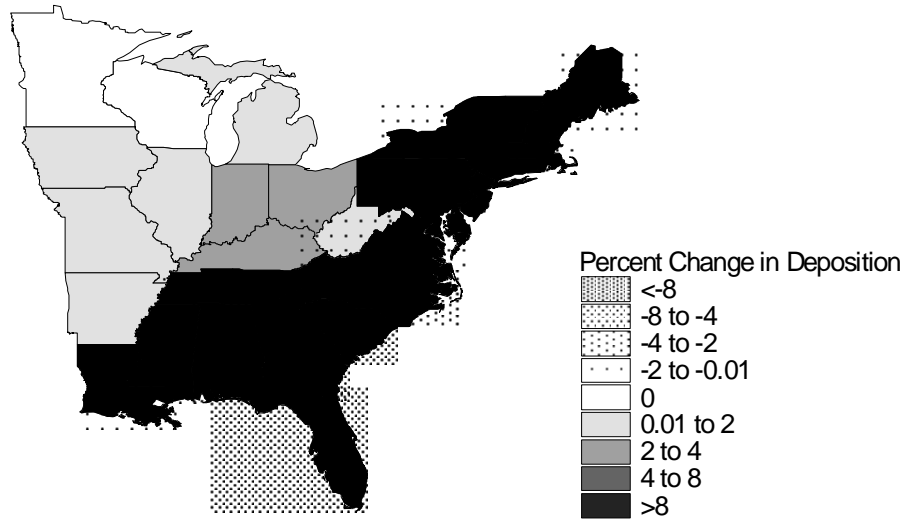 Percent Change in Deposition
<-8
-8 to -4
-4 to -2
-2 to -0.01
0
0.01 to 2
2 to 4
4 to 8
>8